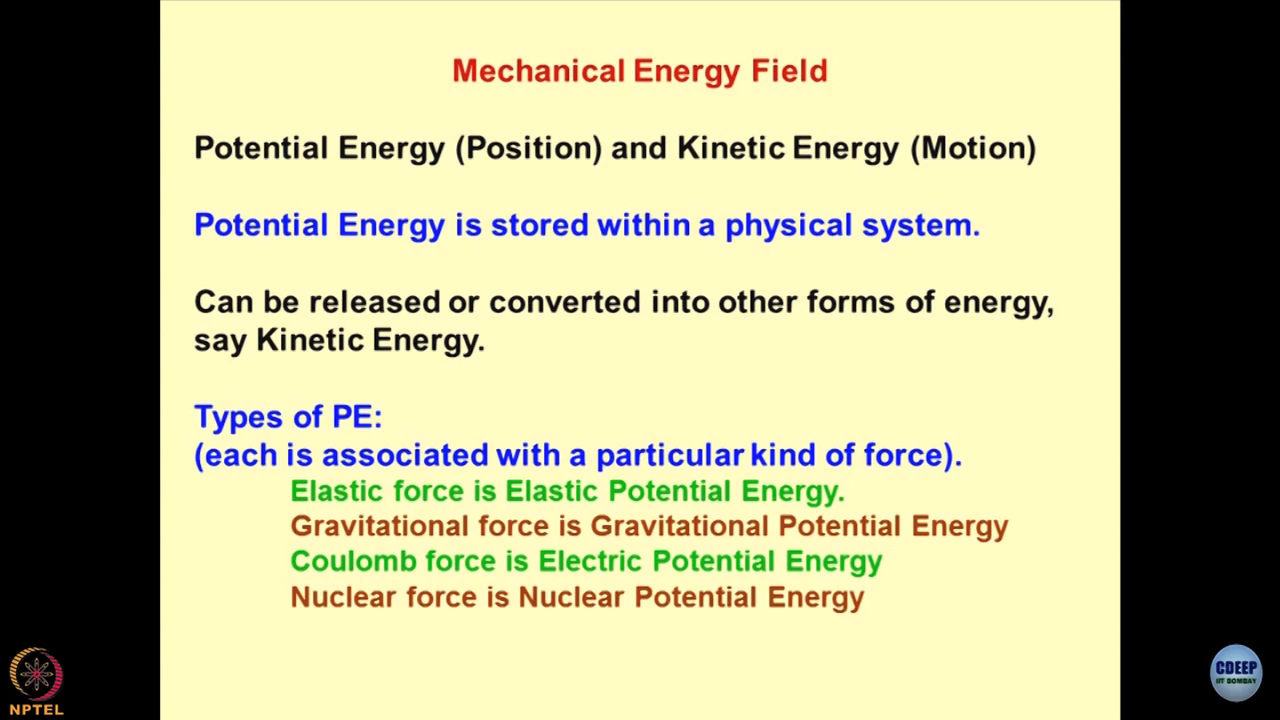 Mechanical Energy Field
Potential Energy (Position) and Kinetic Energy (Motion)
Potential Energy is stored within a physical system.
Can be released or converted into other forms of energy,
say Kinetic Energy.
Types of PE:
(each is associated with a particular kind of force).
Elastic force is Elastic Potential Energy.
Gravitational force is Gravitational Potential Energy
Coulomb force is Electric Potential Energy
Nuclear force is Nuclear Potential Energy
NPTEL
CDEEP
IIT BOMBAY